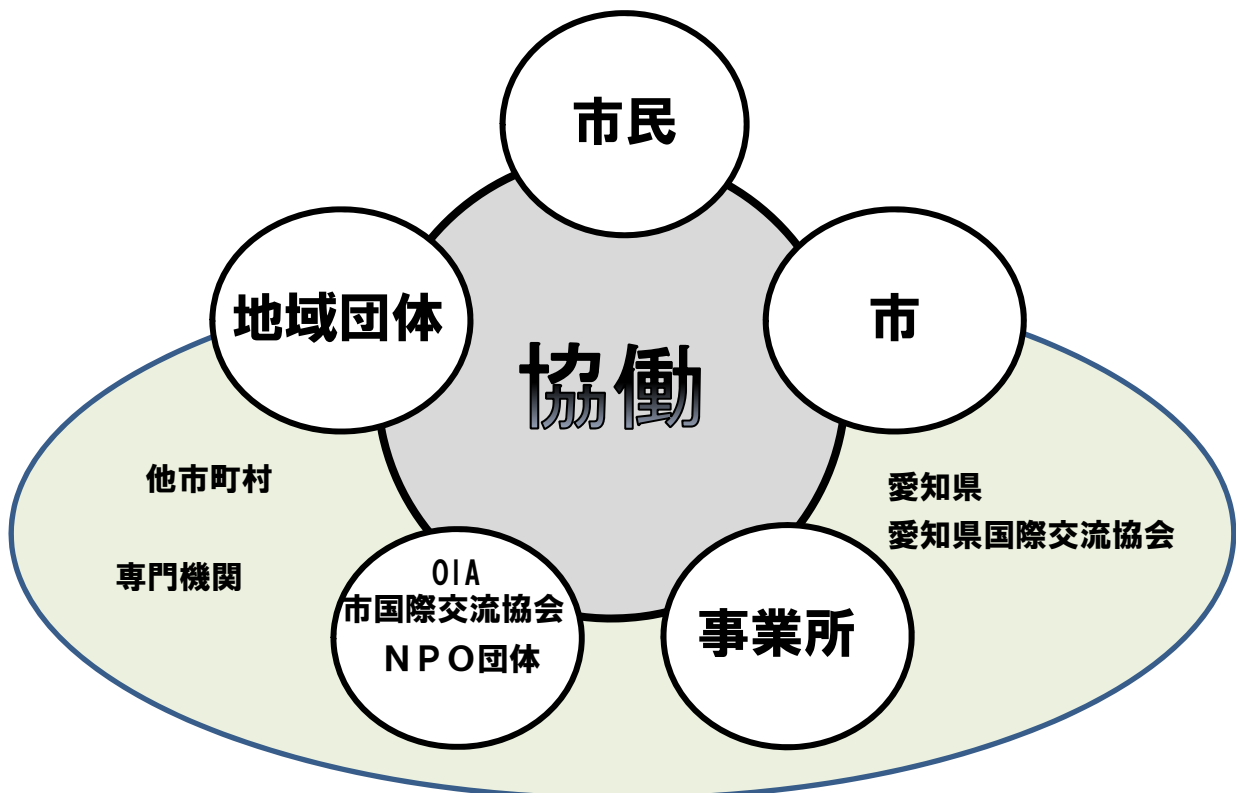 市民
地域団体
市
協働
他市町村
専門機関
愛知県
愛知県国際交流協会
OIA
市国際交流協会
ＮＰＯ団体
事業所